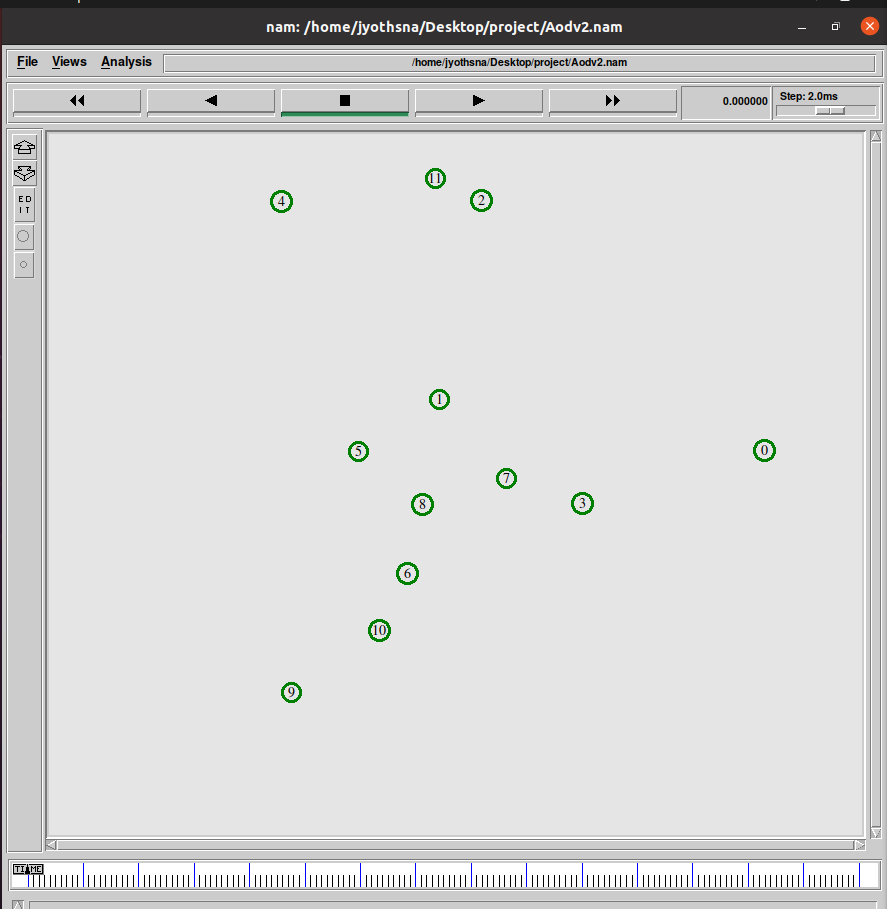 nam: /home/jyothsna/Desktop/project/Aodv2.nam
File Views Analysis /home/jyothsna/Desktop/project/Aodv2.nam
0.000000 Step: 2.0ms
ED
IT
11
4 2
1
5 0
7
8 3
6
10
9
TIME